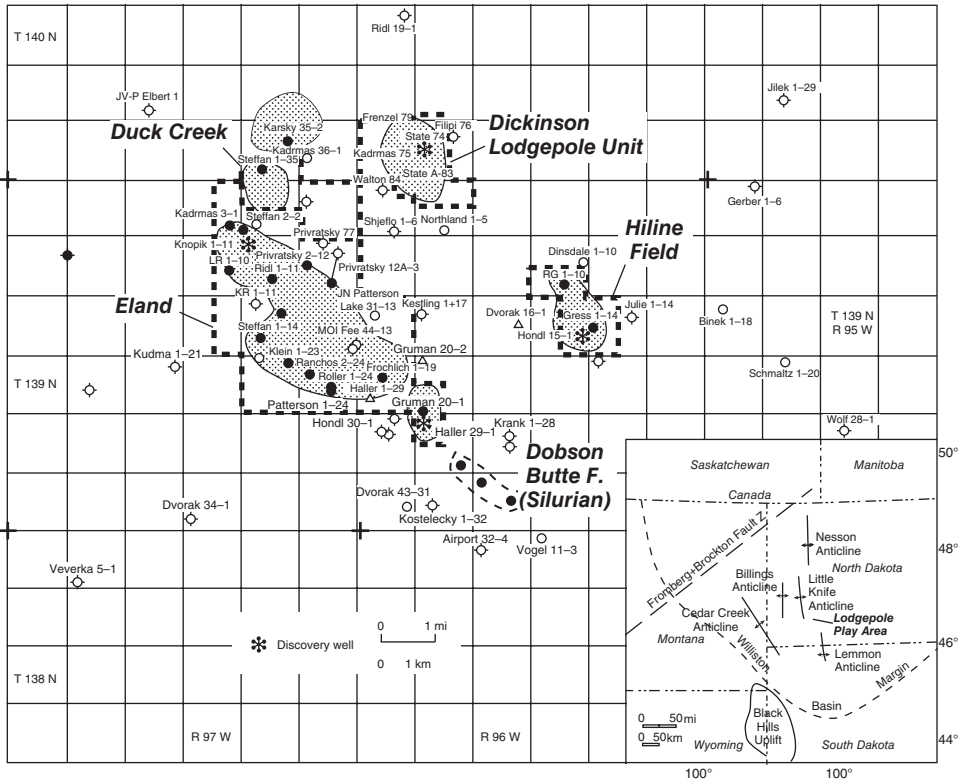 T 140 N
Ridl 19–1
JV-P Elbert 1
Jilek 1–29
Duck Creek
Karsky 35–2
Kadrmas 36–1
Steffan 1–35
Frenzel 79
Filipi 76
State 74
Kadrmas 75
State A-83
Walton 84
Dickinson
Lodgepole Unit
Gerber 1–6
Kadrmas 3–1
Steffan 2–2
Shjeflo 1–6
Northland 1–5
Privatsky 77
Hiline
Field
Knopik 1–11
Privatsky 2–12
LR 1–10
Ridl 1–11
Privatsky 12A–3
Dinsdale 1–10
RG 1–10
KR 1–11
JN Patterson
Eland
Lake 31–13
Kestling 1+17
Dvorak 16–1
Gress 1–14
Julie 1–14
Binek 1–18
T 139 N
R 95 W
Steffan 1–14
MOI Fee 44–13
Hondl 15–1
Kudma 1–21
Klein 1–23
Gruman 20–2
Ranchos 2–24
Frochlich 1–19
Schmaltz 1–20
T 139 N
Roller 1–24
Haller 1–29
Patterson 1–24
Gruman 20–1
Hondl 30–1
Haller 29–1
Krank 1–28
Wolf 28–1
Dobson
Butte F.
(Silurian)
Dvorak 34–1
Dvorak 43–31
Kostelecky 1–32
Airport 32–4
Vogel 11–3
Veverka 5–1
Discovery well
0 1 mi
0 1 km
T 138 N
R 97 W
R 96 W
Saskatchewan
Manitoba
50°
Canada
Fromberg+Brockton Fault Z
Nesson
Anticline
48°
North Dakota
Billings
Anticline
Little
Knife
Anticline
Cedar Creek
Anticline
Lodgepole
Play Area
Montana
Williston
46°
Lemmon
Anticline
Margin
Basin
0 50mi
0 50km
Black
Hills
Uplift
Wyoming
South Dakota
44°
100°
100°